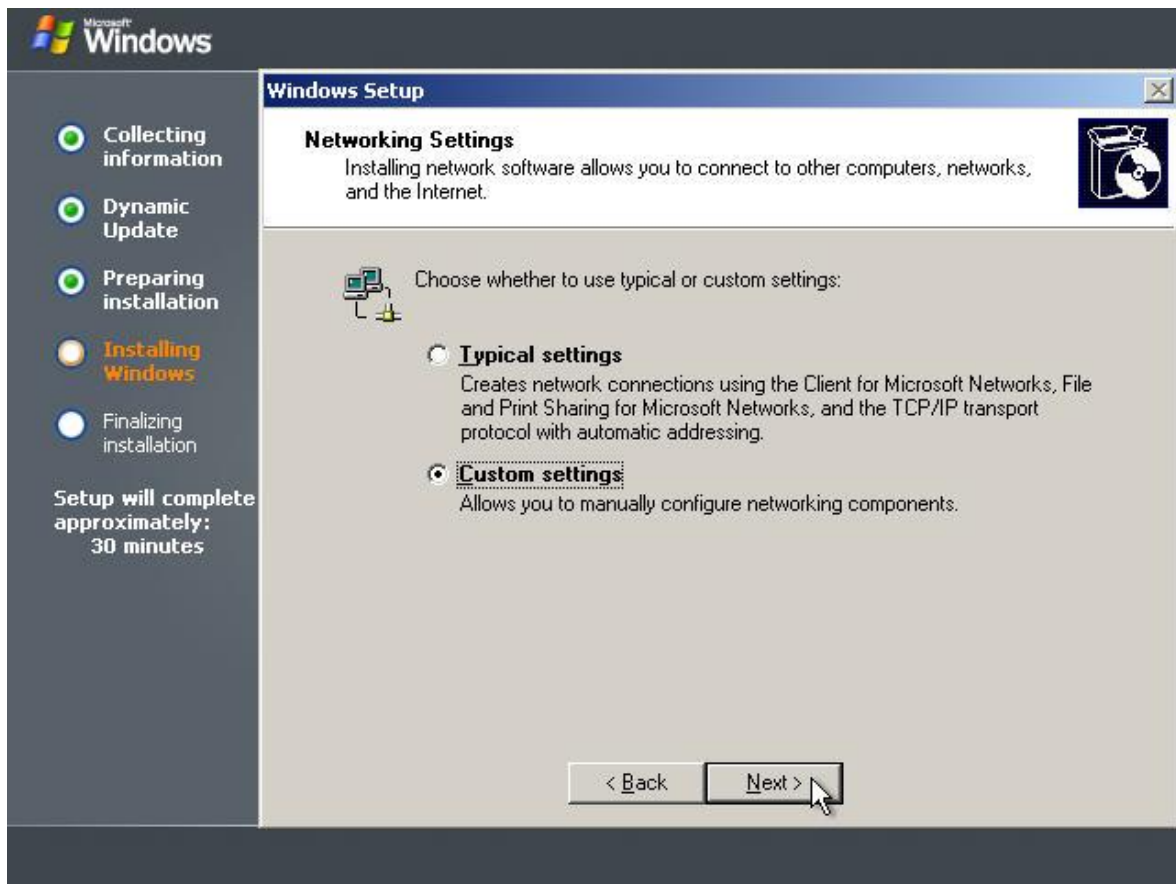 Microsoft
Windows
Collecting
information
Dynamic
Update
Preparing
installation
Installing
Windows
Finalizing
installation
Setup will complete
approximately:
30 minutes
Windows Setup
Networking Settings
Installing network software allows you to connect to other computers, networks,
and the Internet.
Choose whether to use typical or custom settings:
Typical settings
Creates network connections using the Client for Microsoft Networks, File
and Print Sharing for Microsoft Networks, and the TCP/IP transport
protocol with automatic addressing.
Custom settings
Allows you to manually configure networking components.
< Back
Next >